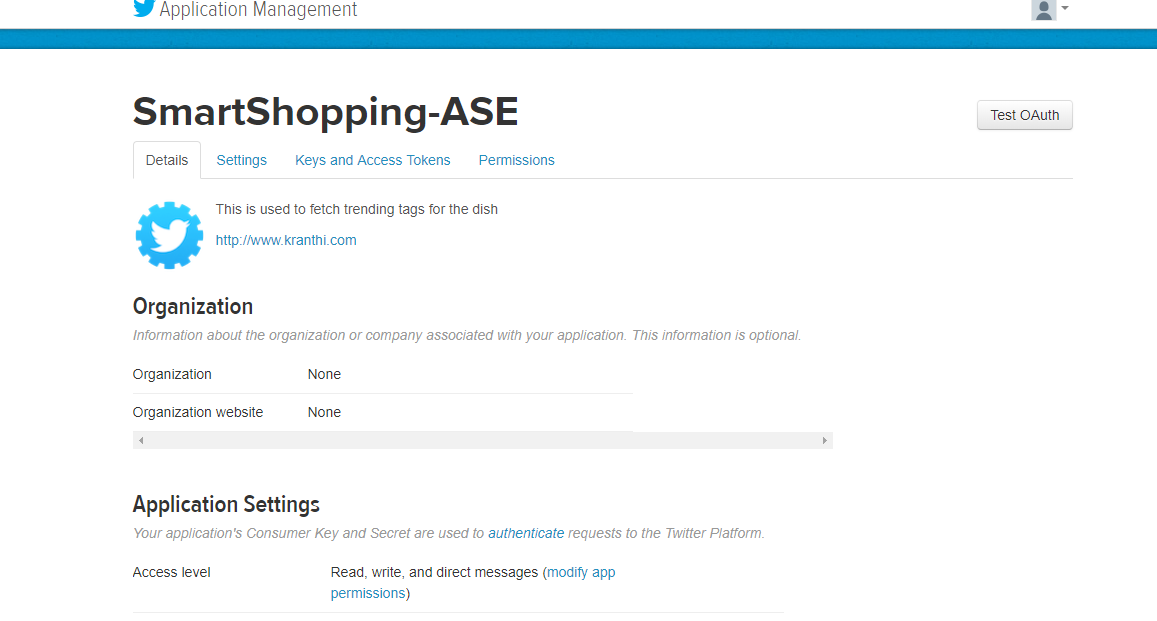 Application Management
SmartShopping-ASE
Test OAuth
Details Settings Keys and Access Tokens Permissions
This is used to fetch trending tags for the dish
http://www.kranthi.com
Organization
Information about the organization or company associated with your application. This information is optional.
Organization None
Organization website None
Application Settings
Your application's Consumer Key and Secret are used to authenticate requests to the Twitter Platform.
Access level Read, write, and direct messages (modify app
permissions)